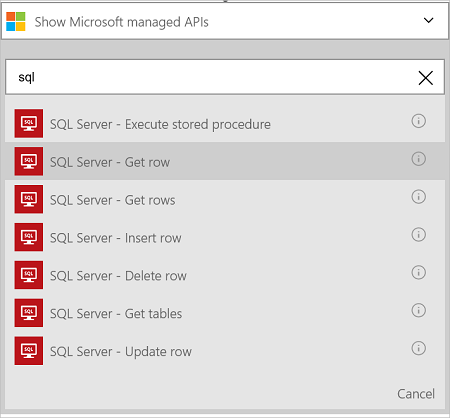 Show Microsoft managed APIs
sql
SQL Server - Execute stored procedure
SQL Server - Get row
SQL Server - Get rows
SQL Server - Insert row
SQL Server - Delete row
SQL Server - Get tables
SQL Server - Update row
Cancel